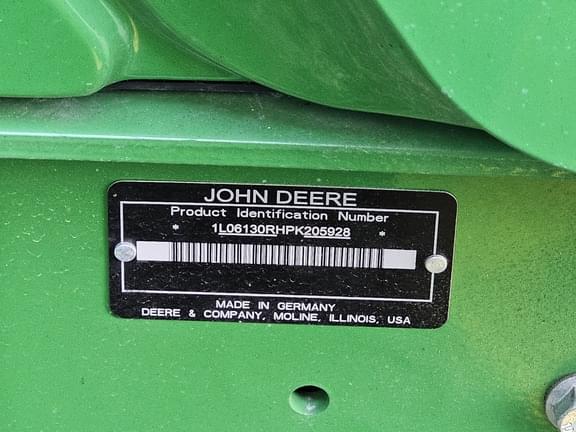 JOHN DEERE
Product Identification Number
* 1L06130RHPK205928 *
MADE IN GERMANY
DEERE & COMPANY, MOLINE, ILLINOIS, USA